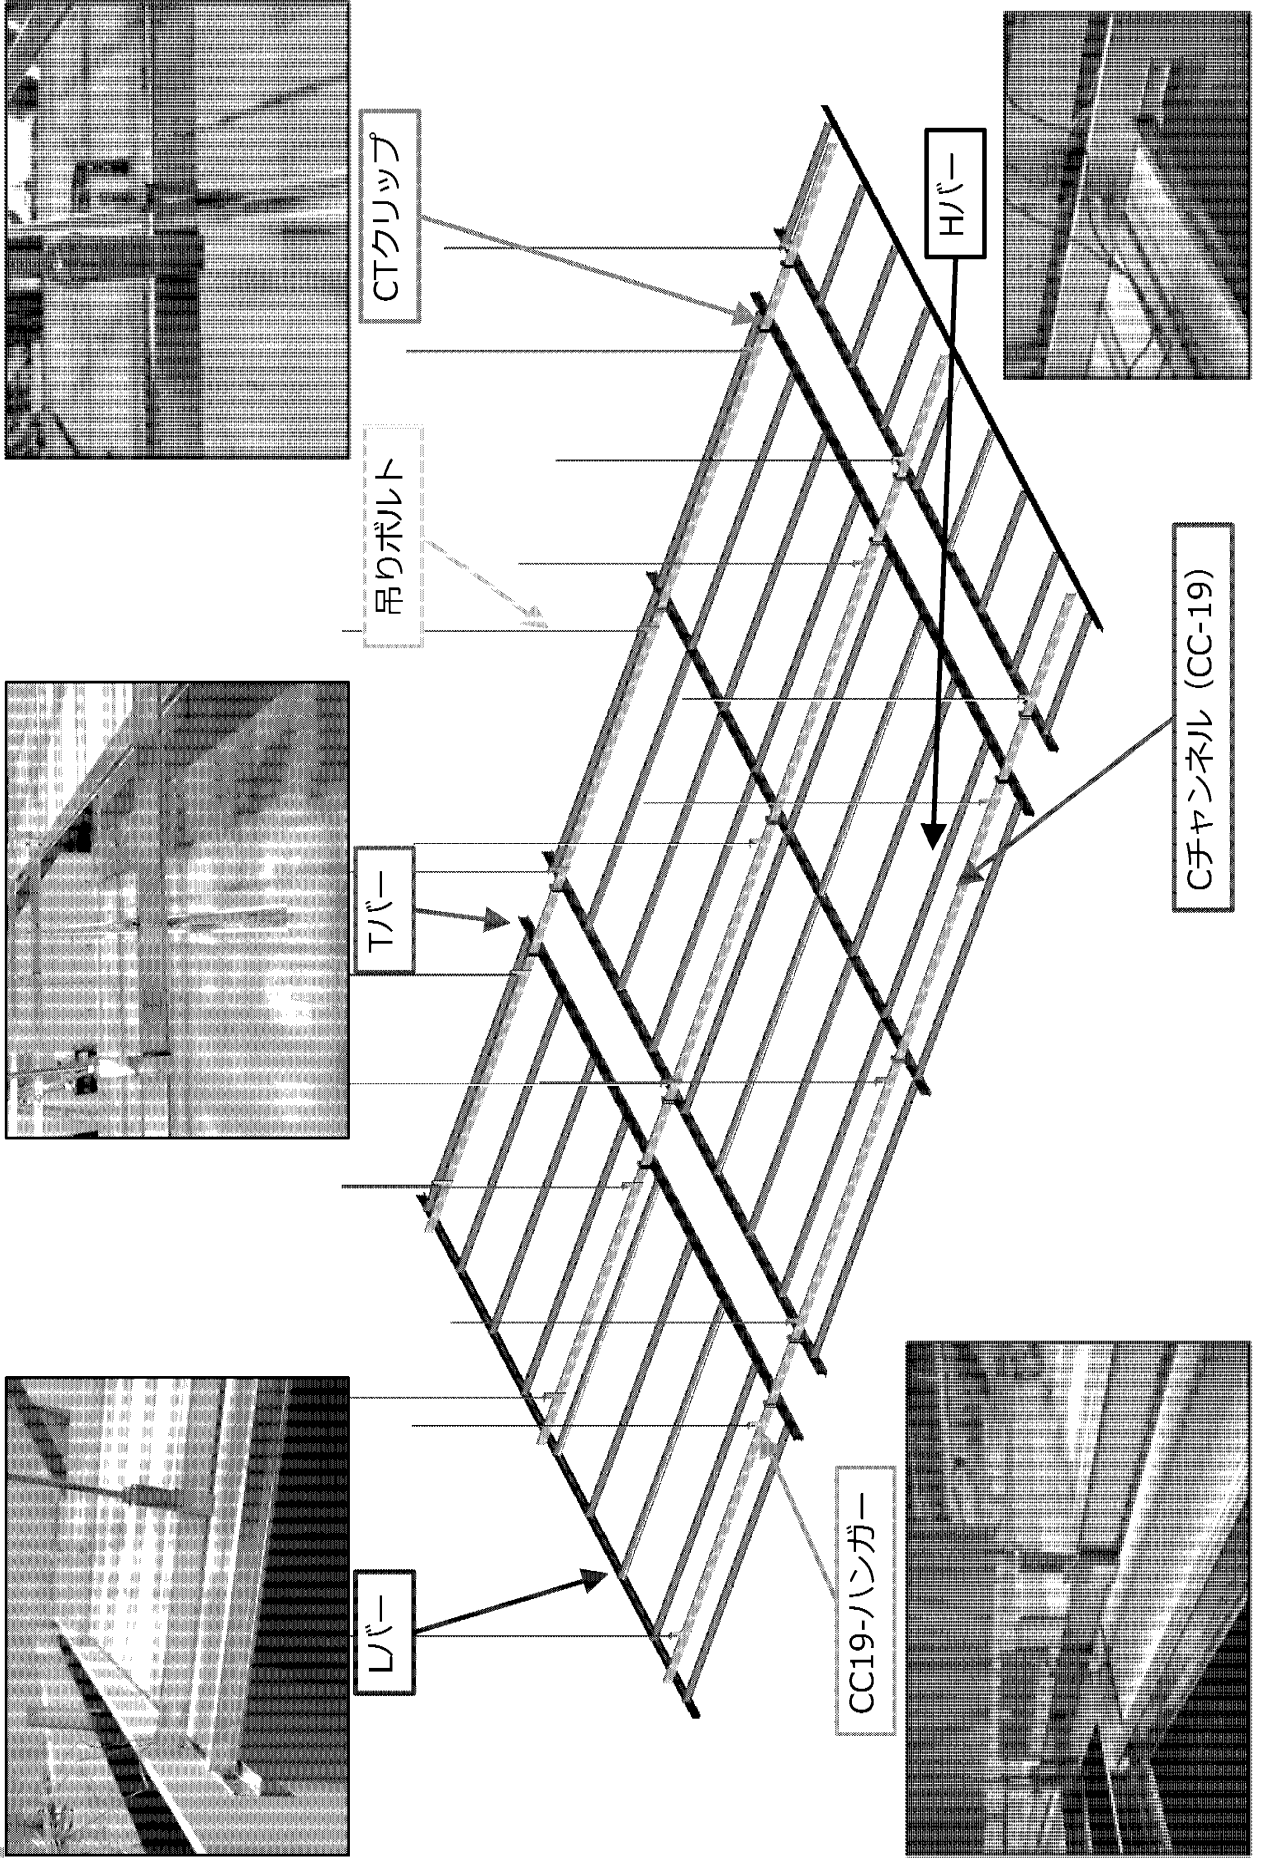 Lバー
Tバー
吊りボルト
CTクリップ
CC19-ハンガー
Cチャンネル（CC-19）
Hバー